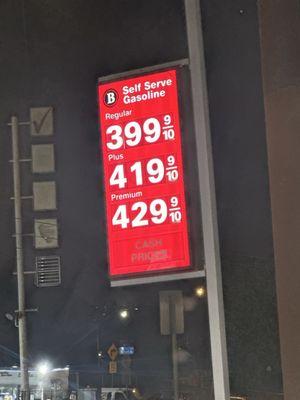 B
Self Serve
Gasoline
Regular
399 9/10
Plus
419 9/10
Premium
429 9/10
CASH
PRICES